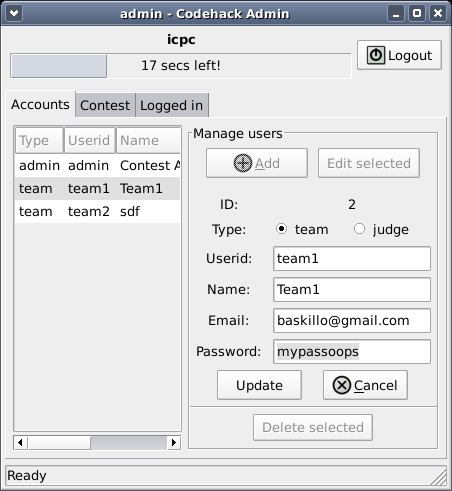 admin - Codehack Admin
icpc
17 secs left!
Logout
Accounts Contest Logged in
Type Userid Name
admin admin Contest A
team team1 Team1
team team2 sdf
Manage users
Add Edit selected
ID: 2
Type: team judge
Userid: team1
Name: Team1
Email: baskillo@gmail.com
Password: mypassoops
Update Cancel
Delete selected
Ready